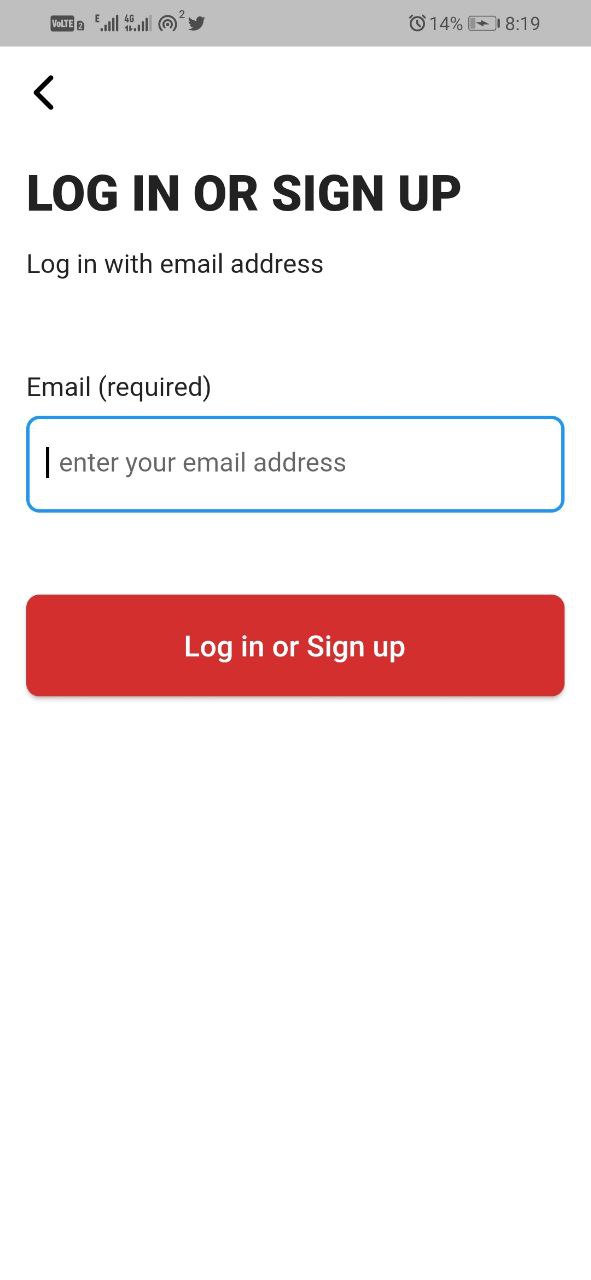 VoLTE 2 E 4G 2 14% 8:19
LOG IN OR SIGN UP
Log in with email address
Email (required)
enter your email address
Log in or Sign up